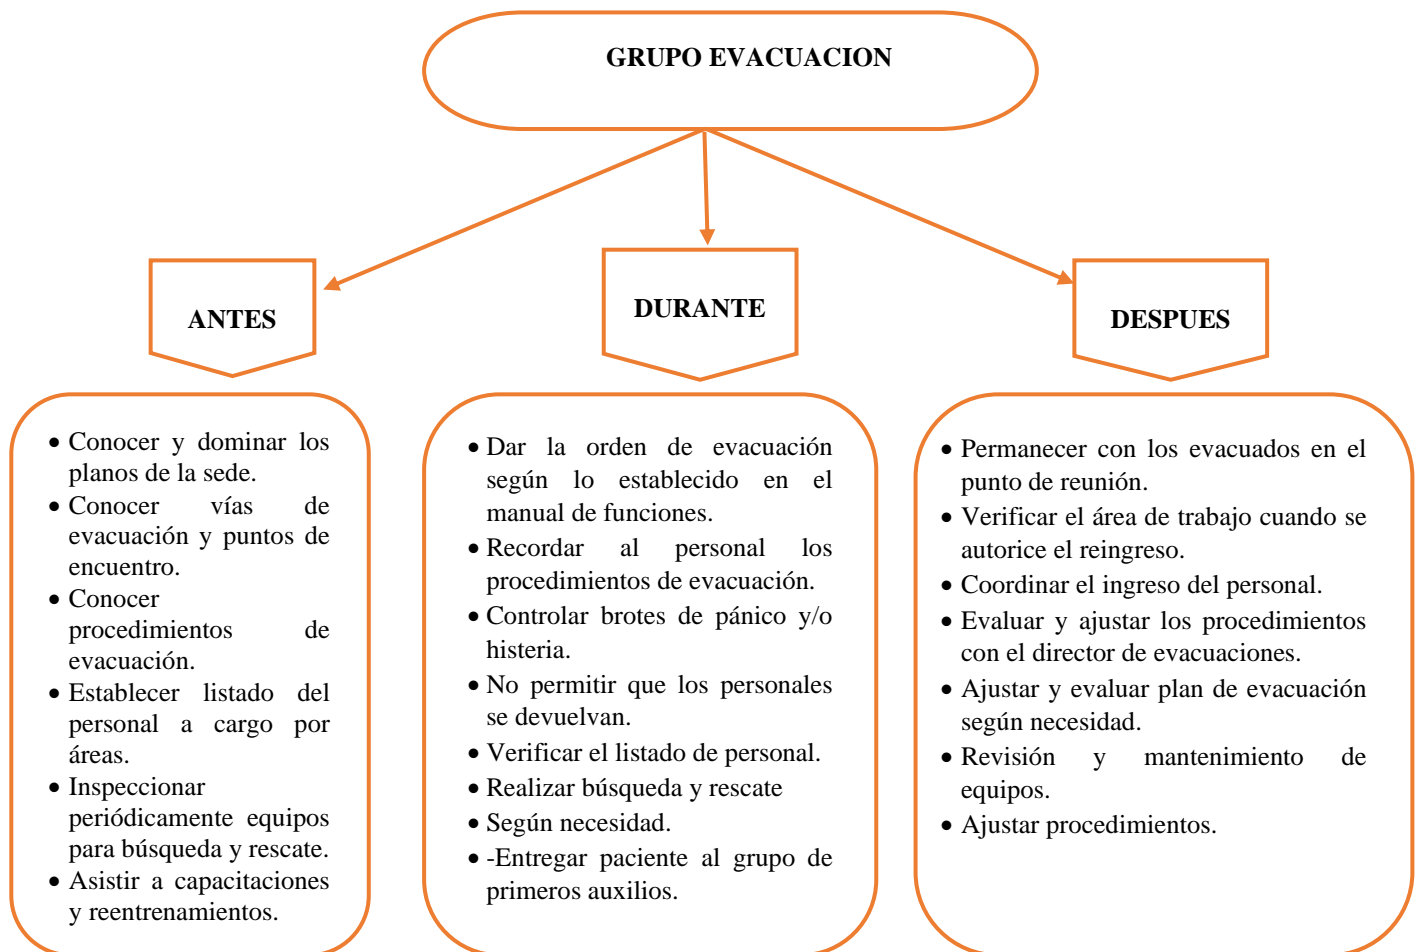 GRUPO EVACUACION
ANTES
• Conocer y dominar los
planos de la sede.
• Conocer vías de
evacuación y puntos de
encuentro.
• Conocer
procedimientos de
evacuación.
• Establecer listado del
personal a cargo por
áreas.
• Inspeccionar
periódicamente equipos
para búsqueda y rescate.
• Asistir a capacitaciones
y reentrenamientos.
DURANTE
• Dar la orden de evacuación
según lo establecido en el
manual de funciones.
• Recordar al personal los
procedimientos de evacuación.
• Controlar brotes de pánico y/o
histeria.
• No permitir que los personales
se devuelvan.
• Verificar el listado de personal.
• Realizar búsqueda y rescate
• Según necesidad.
• -Entregar paciente al grupo de
primeros auxilios.
DESPUES
• Permanecer con los evacuados en el
punto de reunión.
• Verificar el área de trabajo cuando se
autorice el reingreso.
• Coordinar el ingreso del personal.
• Evaluar y ajustar los procedimientos
con el director de evacuaciones.
• Ajustar y evaluar plan de evacuación
según necesidad.
• Revisión y mantenimiento de
equipos.
• Ajustar procedimientos.